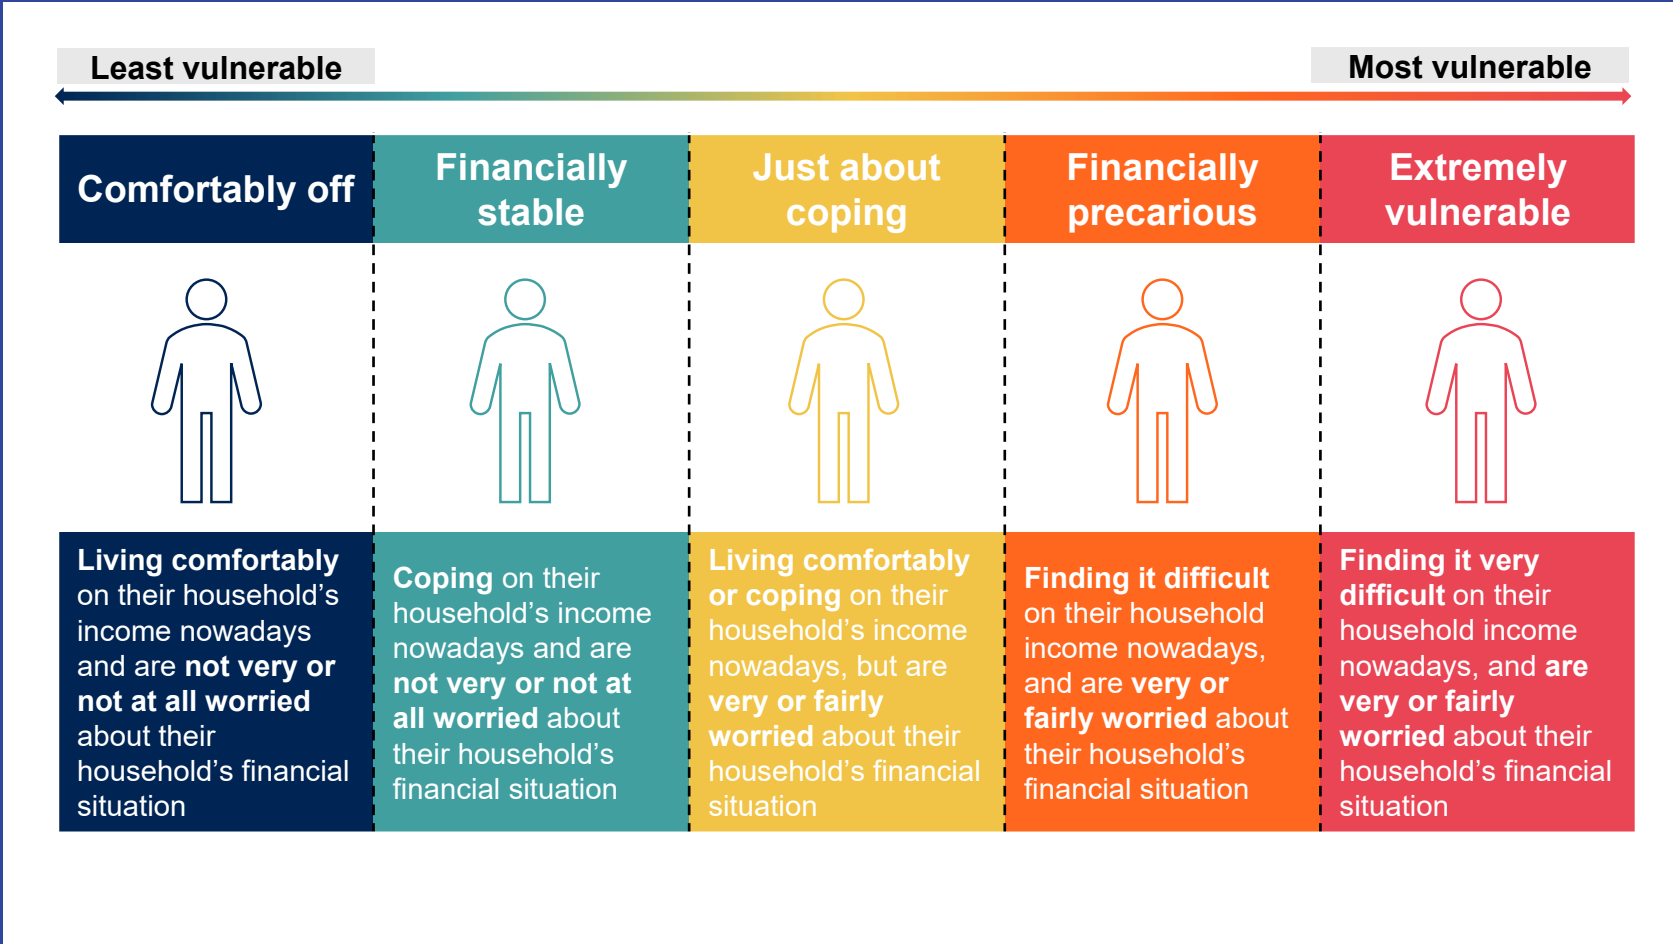 Least vulnerable
Most vulnerable
Comfortably off
Financially
stable
Just about
coping
Financially
precarious
Extremely
vulnerable
Living comfortably
on their household’s
income nowadays
and are not very or
not at all worried
about their
household’s financial
situation
Coping on their
household’s income
nowadays and are
not very or not at
all worried about
their household’s
financial situation
Living comfortably
or coping on their
household’s income
nowadays, but are
very or fairly
worried about their
household’s financial
situation
Finding it difficult
on their household
income nowadays,
and are very or
fairly worried about
their household’s
financial situation
Finding it very
difficult on their
household income
nowadays, and are
very or fairly
worried about their
household’s financial
situation